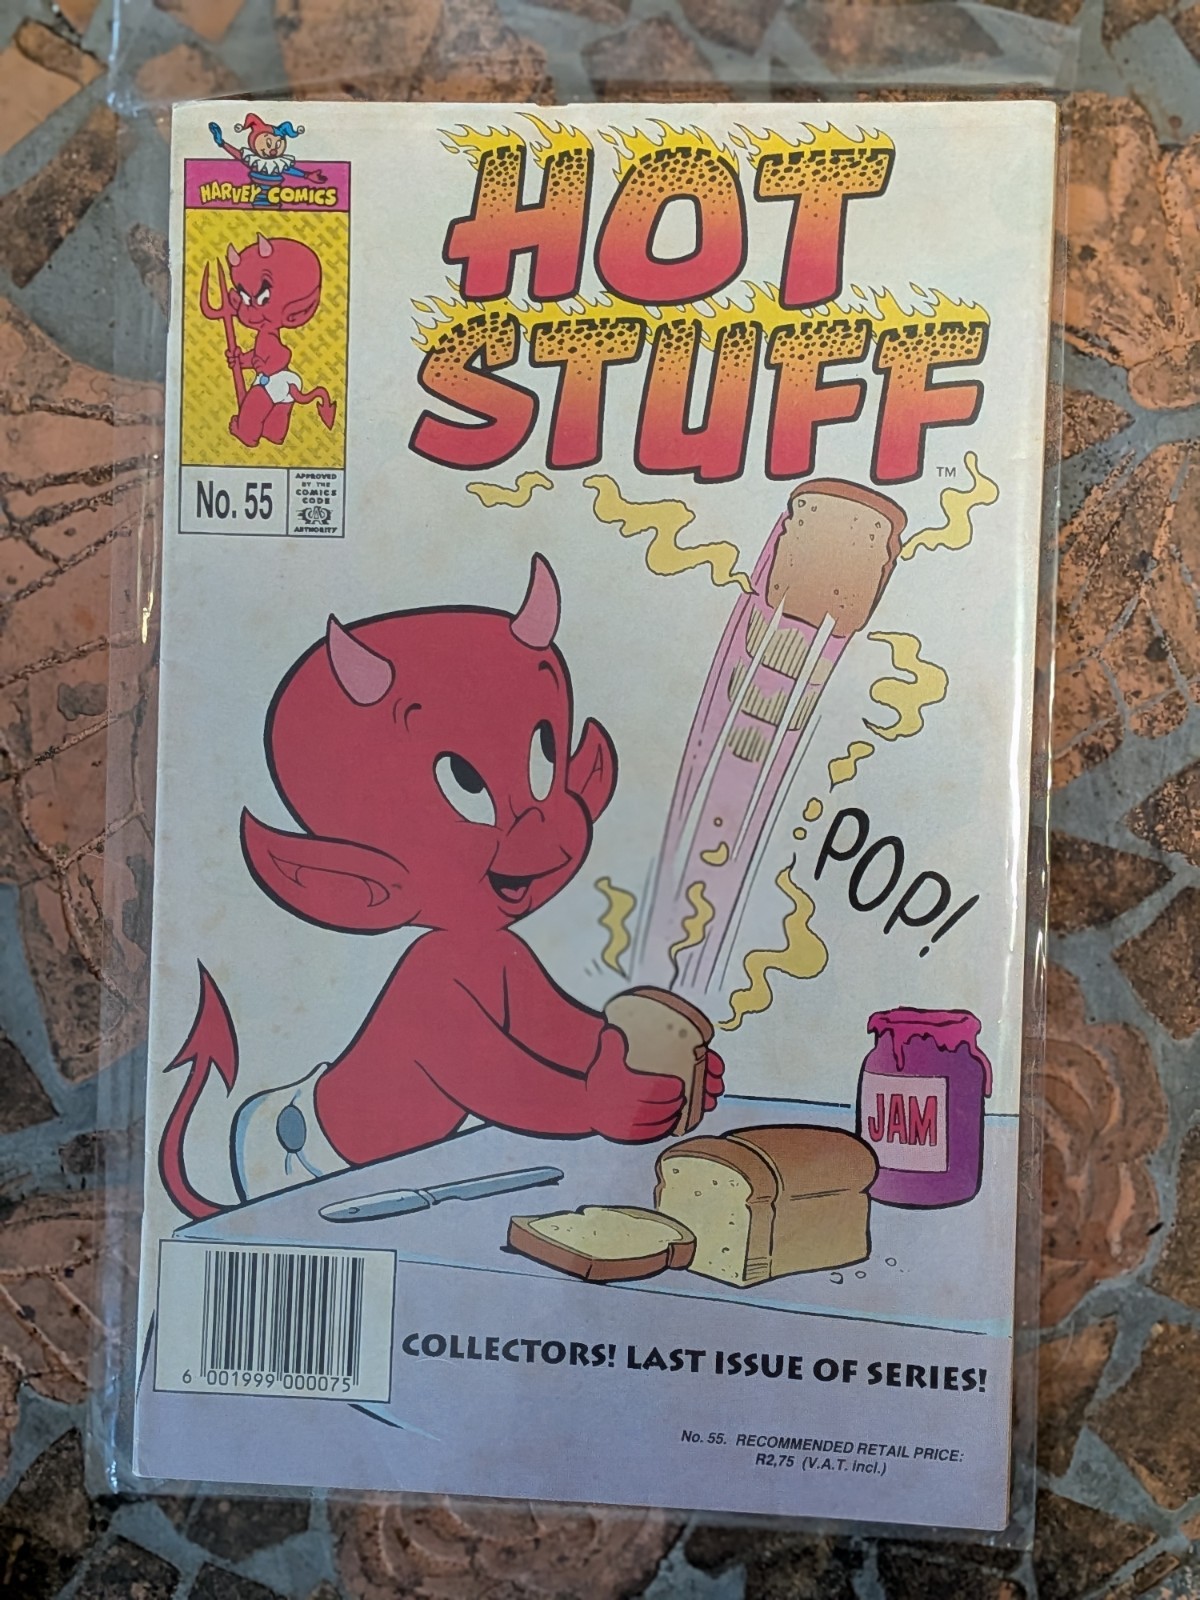 HARVEY COMICS
HOT
STUFF
TM
No. 55
APPROVED
BY THE
COMICS
CODE
AUTHORITY
POP!
JAM
6 001999 000075
COLLECTORS! LAST ISSUE OF SERIES!
No. 55. RECOMMENDED RETAIL PRICE:
R2,75 (V.A.T. incl.)